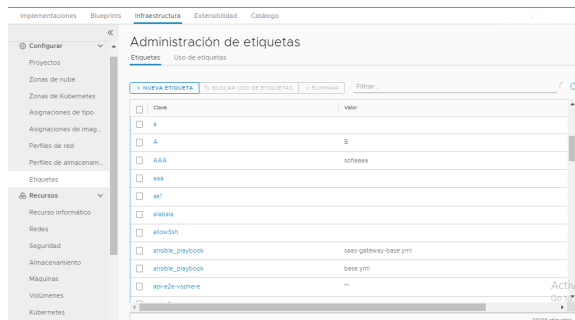 Implementaciones Blueprints Infraestructura Extensibilidad Catálogo
Configurar
Proyectos
Zonas de nube
Zonas de Kubernetes
Asignaciones de tipo
Asignaciones de imag...
Perfiles de red
Perfiles de almacenam...
Etiquetas
Recursos
Recurso informático
Redes
Seguridad
Almacenamiento
Máquinas
Volúmenes
Kubernetes
Administración de etiquetas
Etiquetas Uso de etiquetas
+ NUEVA ETIQUETA BUSCAR USO DE ETIQUETAS × ELIMINAR Filtrar...
Clave Valor
a
A B
AAA sofiaaaa
aaa
ak1
alabala
allowSsh
ansible_playbook saas-gateway-base.yml
ansible_playbook base.yml
api-e2e-vsphere ""
Activ
Go to
etiquetas